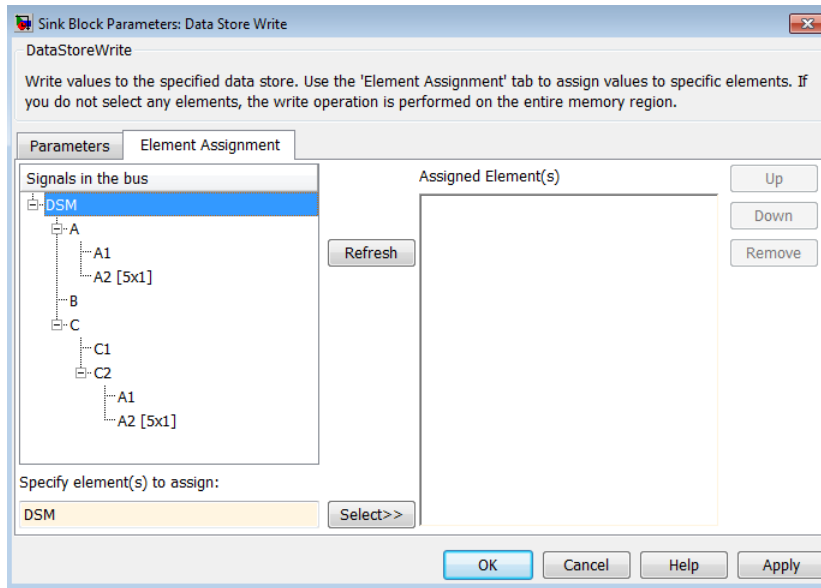 Sink Block Parameters: Data Store Write
DataStoreWrite
Write values to the specified data store. Use the 'Element Assignment' tab to assign values to specific elements. If
you do not select any elements, the write operation is performed on the entire memory region.
Parameters
Element Assignment
Signals in the bus
DSM
A
A1
A2 [5x1]
B
C
C1
C2
A1
A2 [5x1]
Specify element(s) to assign:
DSM
Refresh
Select>>
Assigned Element(s)
Up
Down
Remove
OK
Cancel
Help
Apply